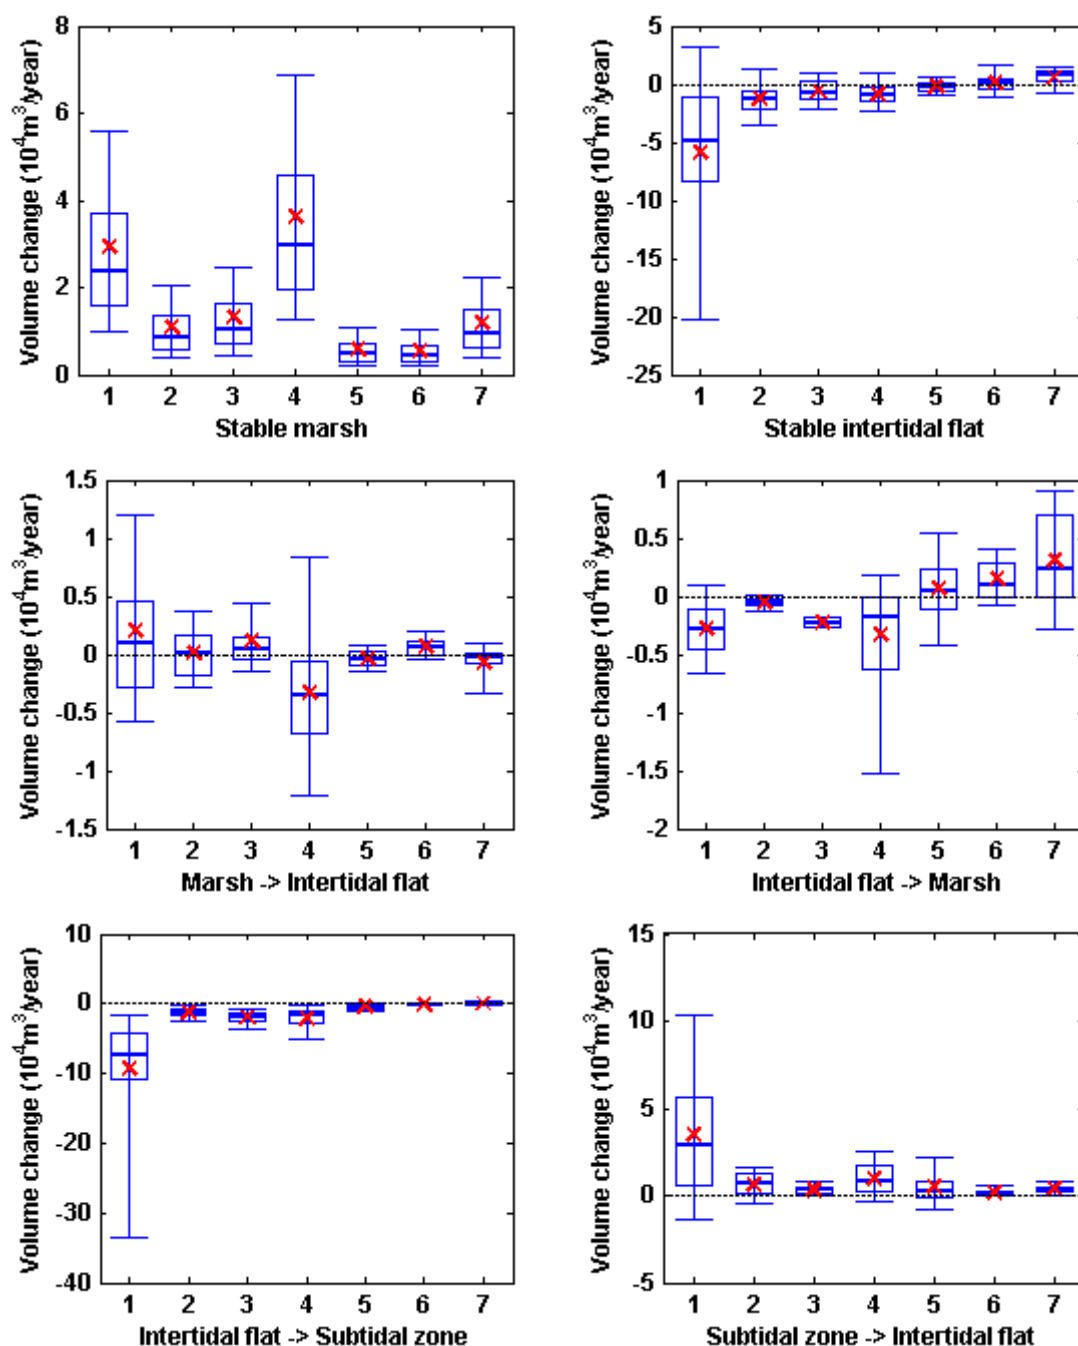 Volume change (10⁴m³/year)
8
6
4
2
0
1 2 3 4 5 6 7
Stable marsh
Volume change (10⁴m³/year)
5
0
-5
-10
-15
-20
-25
1 2 3 4 5 6 7
Stable intertidal flat
Volume change (10⁴m³/year)
1.5
1
0.5
0
-0.5
-1
-1.5
1 2 3 4 5 6 7
Marsh -> Intertidal flat
Volume change (10⁴m³/year)
1
0.5
0
-0.5
-1
-1.5
-2
1 2 3 4 5 6 7
Intertidal flat -> Marsh
Volume change (10⁴m³/year)
10
0
-10
-20
-30
-40
1 2 3 4 5 6 7
Intertidal flat -> Subtidal zone
Volume change (10⁴m³/year)
15
10
5
0
-5
1 2 3 4 5 6 7
Subtidal zone -> Intertidal flat